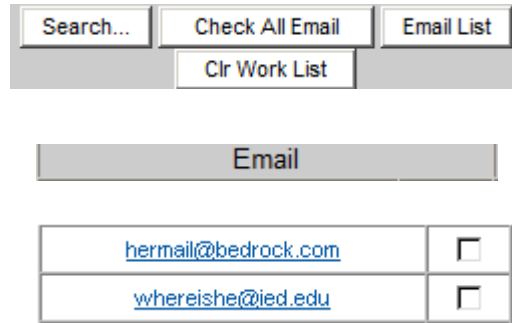 Search... Check All Email Email List
Clr Work List
Email
hermail@bedrock.com
whereishe@ied.edu